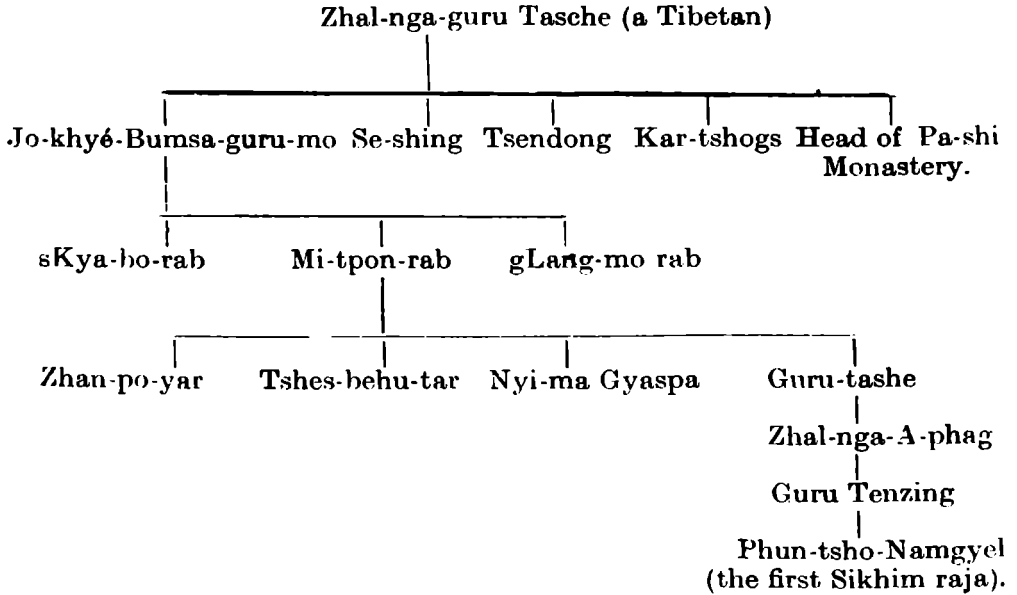 Zhal-nga-guru Tasche (a Tibetan)
Jo-khyé-Bumsa-guru-mo Se-shing Tsendong Kar-tshogs Head of Pa-shi
Monastery.
sKya-bo-rab Mi-tpon-rab gLang-mo rab
Zhan-po-yar Tshes-behu-tar Nyi-ma Gyaspa Guru-tashe
Zhal-nga-A-phag
Guru Tenzing
Phun-tsho-Namgyel
(the first Sikhim raja).